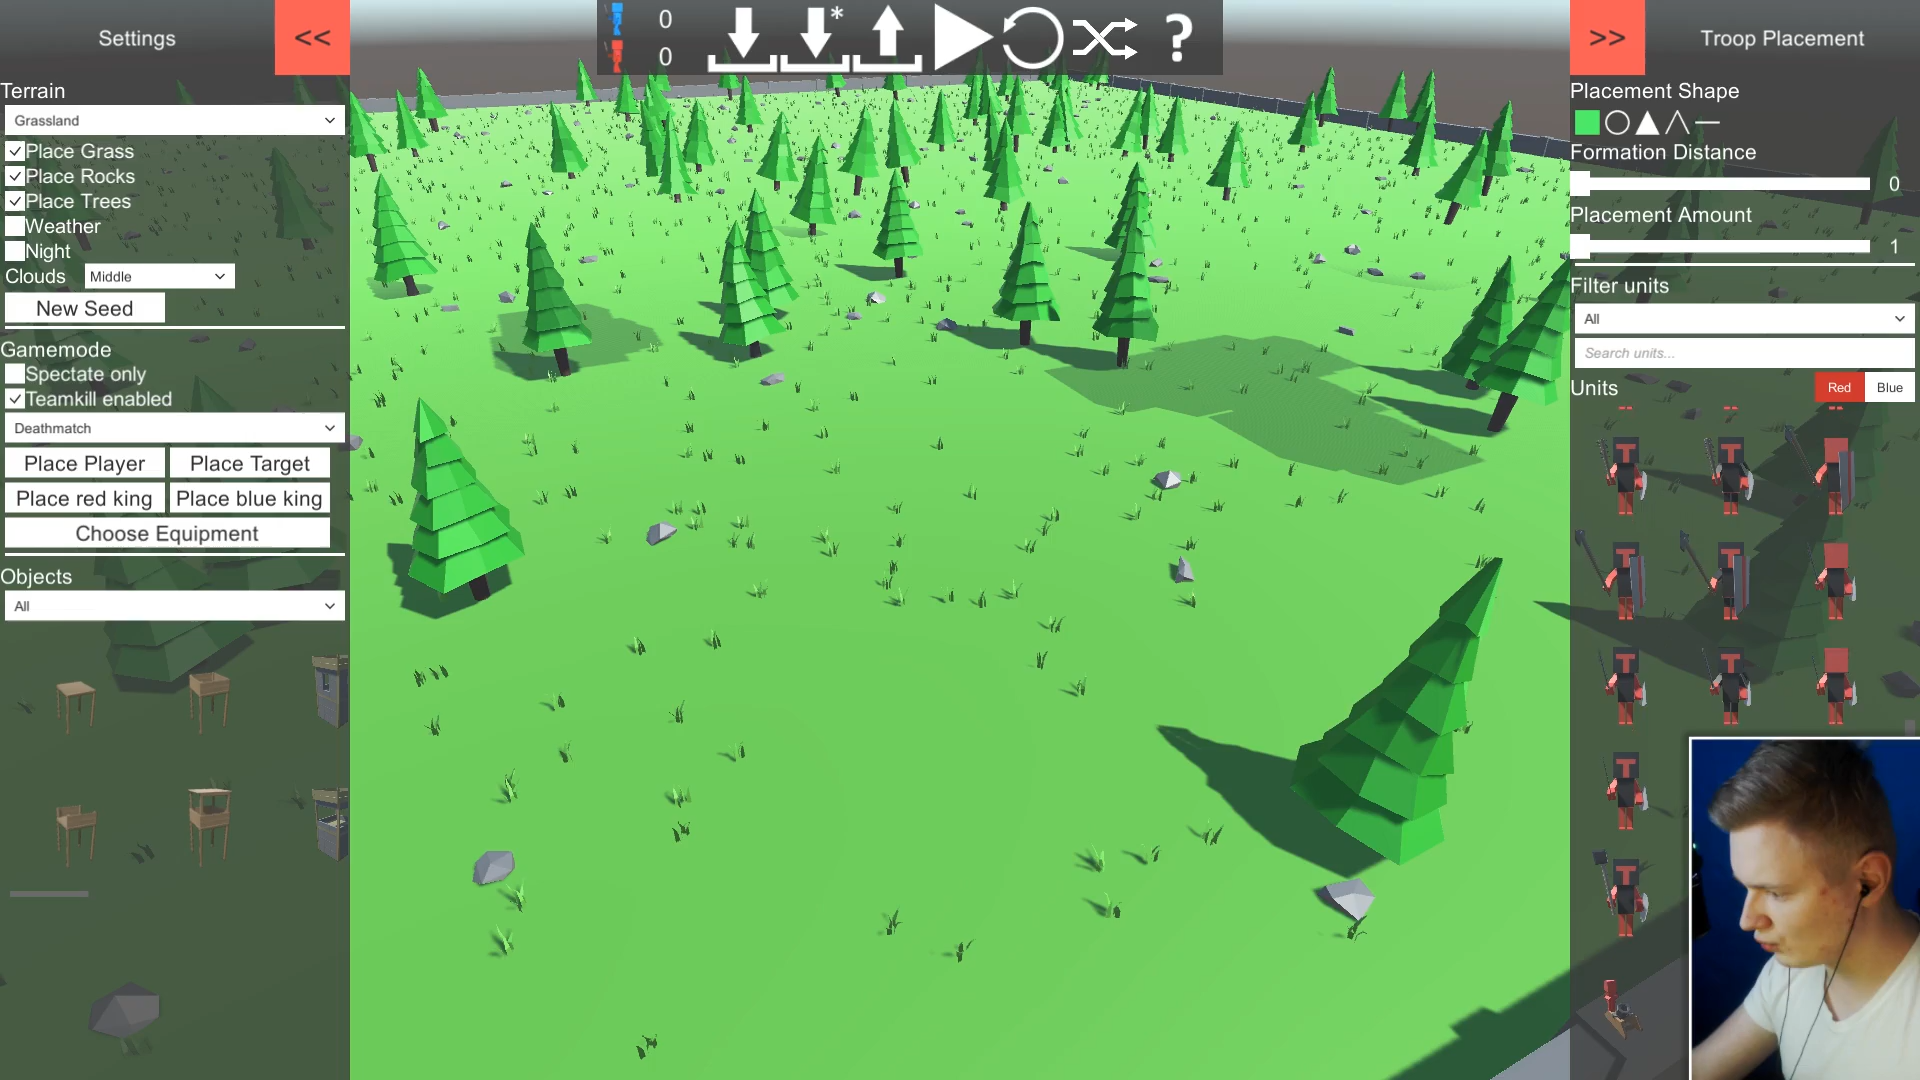 Settings
<<
Terrain
Grassland
Place Grass
Place Rocks
Place Trees
Weather
Night
Clouds Middle
New Seed
Gamemode
Spectate only
Teamkill enabled
Deathmatch
Place Player Place Target
Place red king Place blue king
Choose Equipment
Objects
All
0
0
*
?
>>
Troop Placement
Placement Shape
Formation Distance
0
Placement Amount
1
Filter units
All
Search units...
Units Red Blue